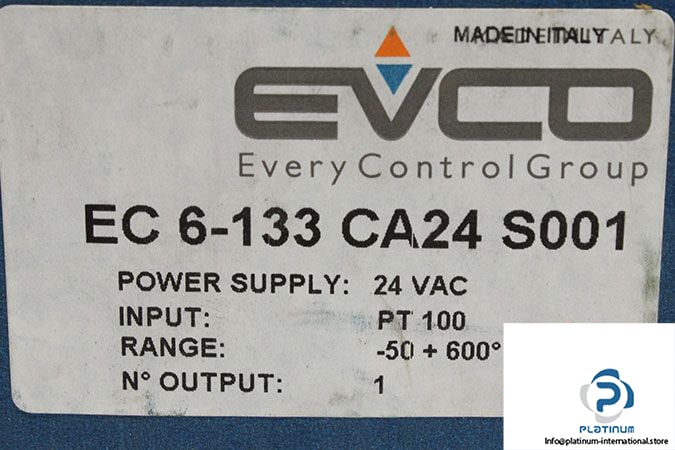 MADE IN ITALY
EVCO
Every Control Group
EC 6-133 CA24 S001
POWER SUPPLY: 24 VAC
INPUT: PT 100
RANGE: -50 + 600°
N° OUTPUT: 1
PLATINUM
Info@platinum-international.store